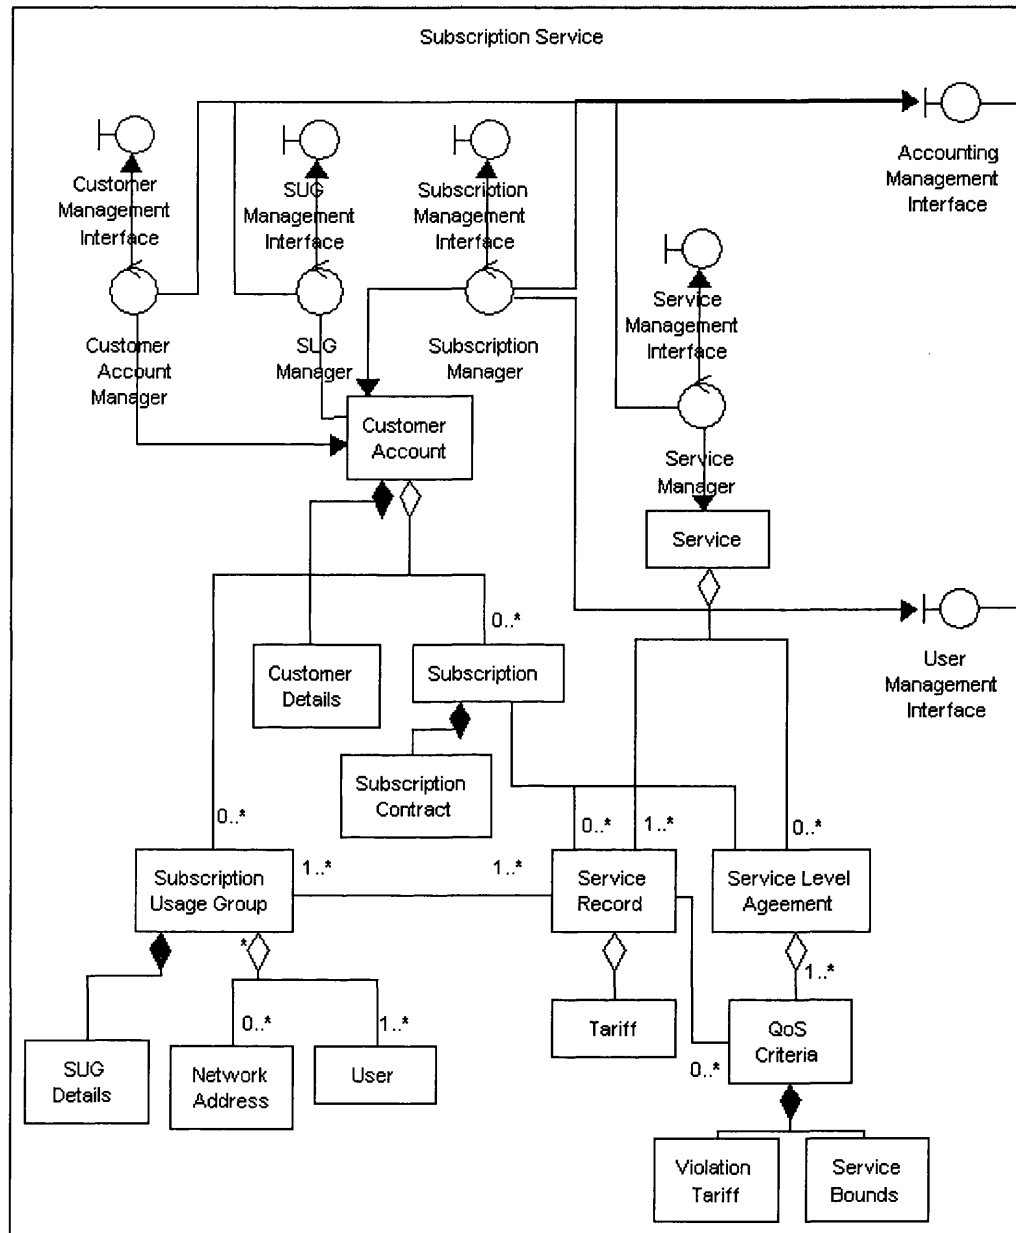 Subscription Service
Customer
Management
Interface
SUG
Management
Interface
Subscription
Management
Interface
Accounting
Management
Interface
Service
Management
Interface
Customer
Account
Manager
SUG
Manager
Subscription
Manager
Customer
Account
Service
Manager
Service
User
Management
Interface
0..*
Customer
Details
Subscription
Subscription
Contract
0..*
0..*
1..*
0..*
Subscription
Usage Group
1..*
1..*
Service
Record
Service Level
Ageement
*
1..*
0..*
1..*
SUG
Details
Network
Address
User
Tariff
QoS
Criteria
0..*
Violation
Tariff
Service
Bounds